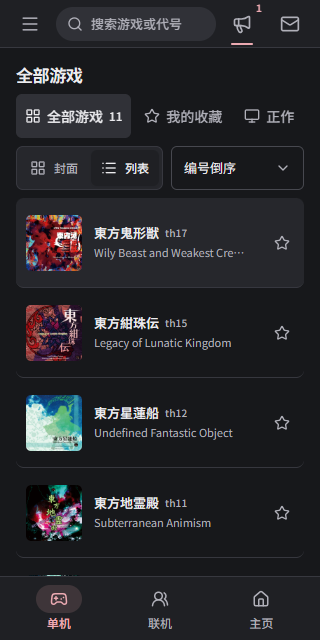 搜索游戏或代号
1
全部游戏
全部游戏 11
我的收藏
正作
封面
列表
编号倒序
東方鬼形獣 th17
Wily Beast and Weakest Cre…
東方紺珠伝 th15
Legacy of Lunatic Kingdom
東方星蓮船 th12
Undefined Fantastic Object
東方地霊殿 th11
Subterranean Animism
单机
联机
主页